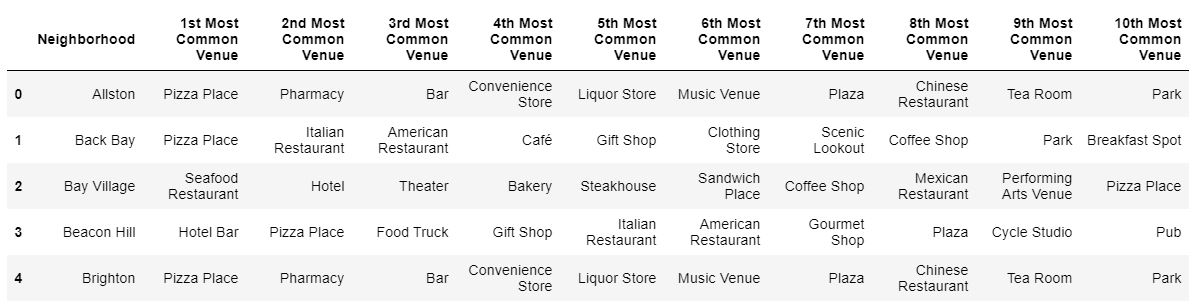 Neighborhood 1st Most Common Venue 2nd Most Common Venue 3rd Most Common Venue 4th Most Common Venue 5th Most Common Venue 6th Most Common Venue 7th Most Common Venue 8th Most Common Venue 9th Most Common Venue 10th Most Common Venue
0 Allston Pizza Place Pharmacy Bar Convenience Store Liquor Store Music Venue Plaza Chinese Restaurant Tea Room Park
1 Back Bay Pizza Place Italian Restaurant American Restaurant Café Gift Shop Clothing Store Scenic Lookout Coffee Shop Park Breakfast Spot
2 Bay Village Seafood Restaurant Hotel Theater Bakery Steakhouse Sandwich Place Coffee Shop Mexican Restaurant Performing Arts Venue Pizza Place
3 Beacon Hill Hotel Bar Pizza Place Food Truck Gift Shop Italian Restaurant American Restaurant Gourmet Shop Plaza Cycle Studio Pub
4 Brighton Pizza Place Pharmacy Bar Convenience Store Liquor Store Music Venue Plaza Chinese Restaurant Tea Room Park